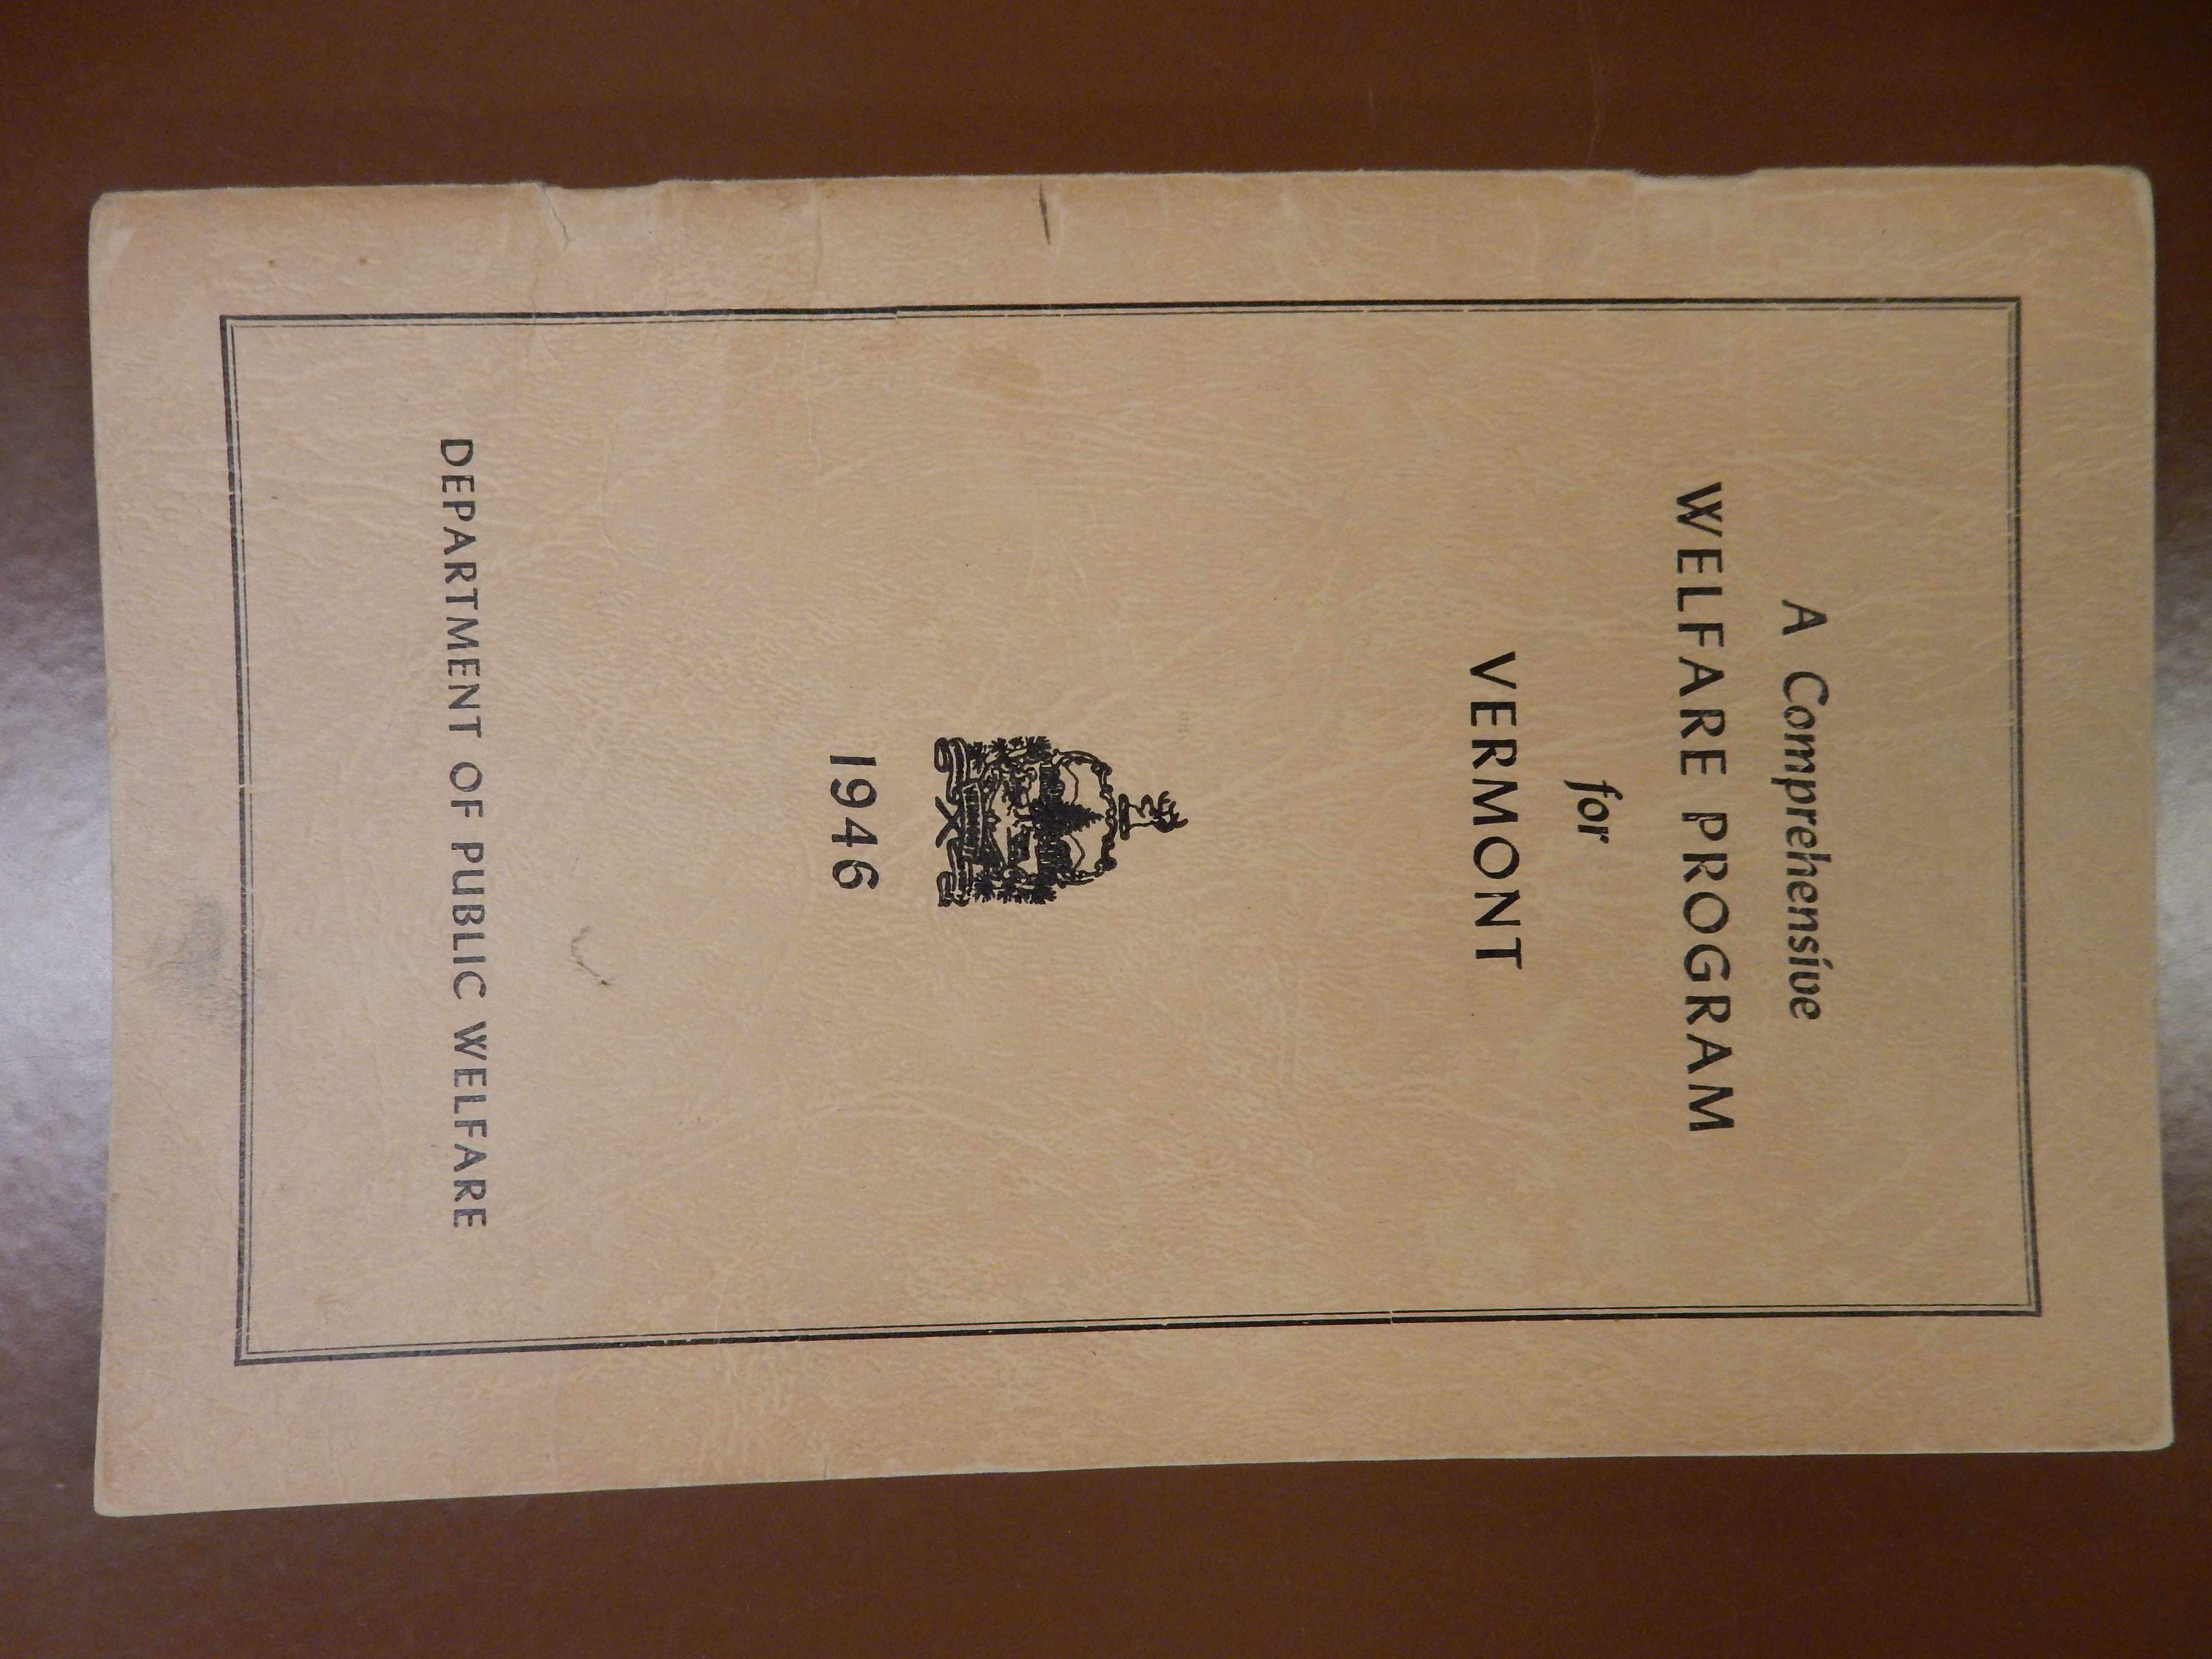 A Comprehensive
WELFARE PROGRAM
for
VERMONT
1946
DEPARTMENT OF PUBLIC WELFARE